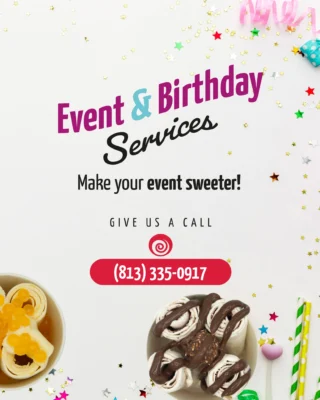 Event & Birthday
Services
Make your event sweeter!
GIVE US A CALL
(813) 335-0917